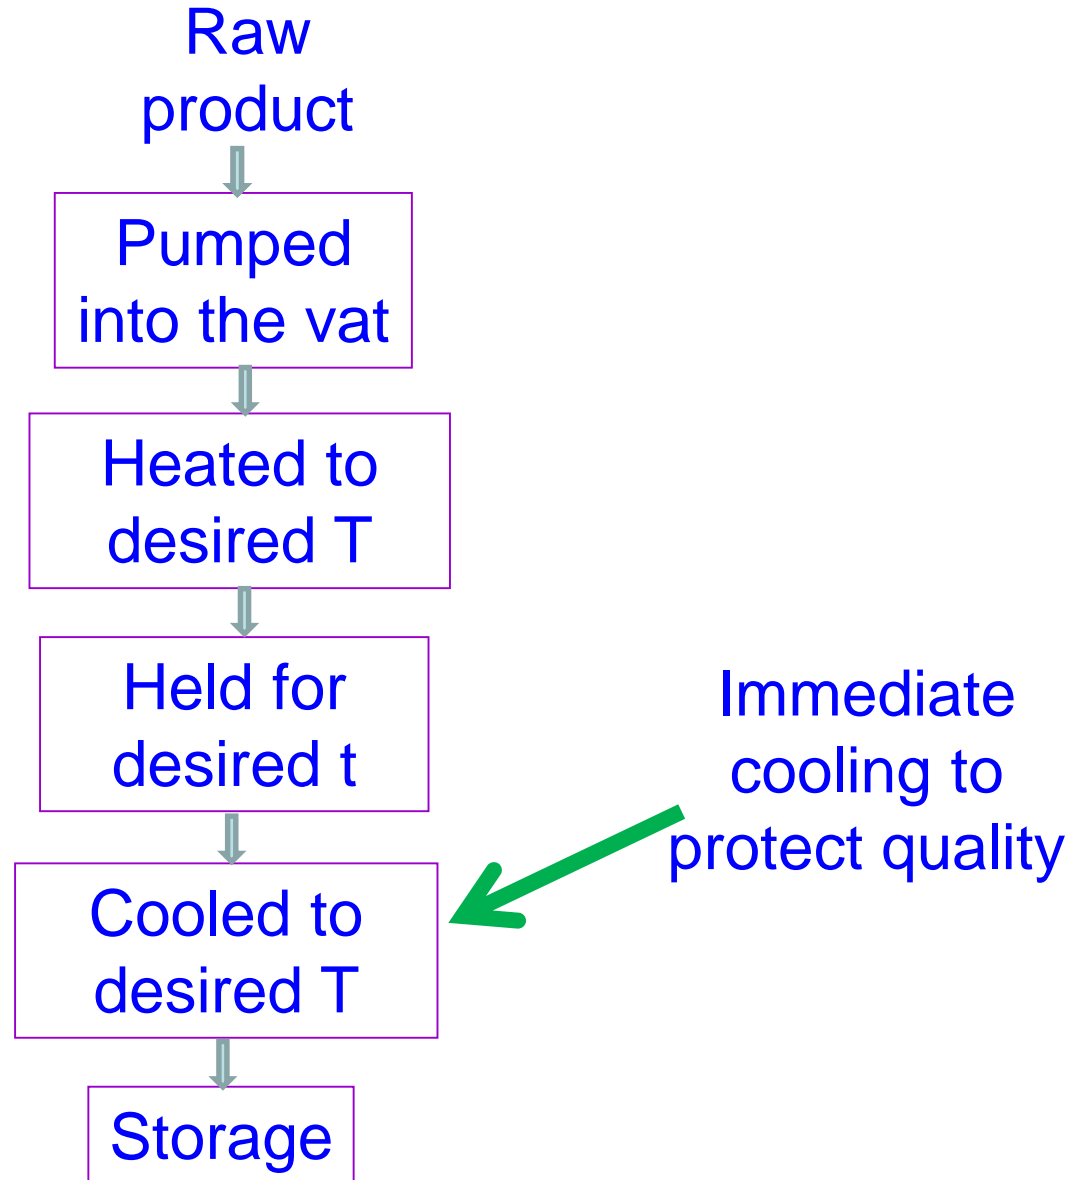 Raw
product
Pumped
into the vat
Heated to
desired T
Held for
desired t
Immediate
cooling to
protect quality
Cooled to
desired T
Storage